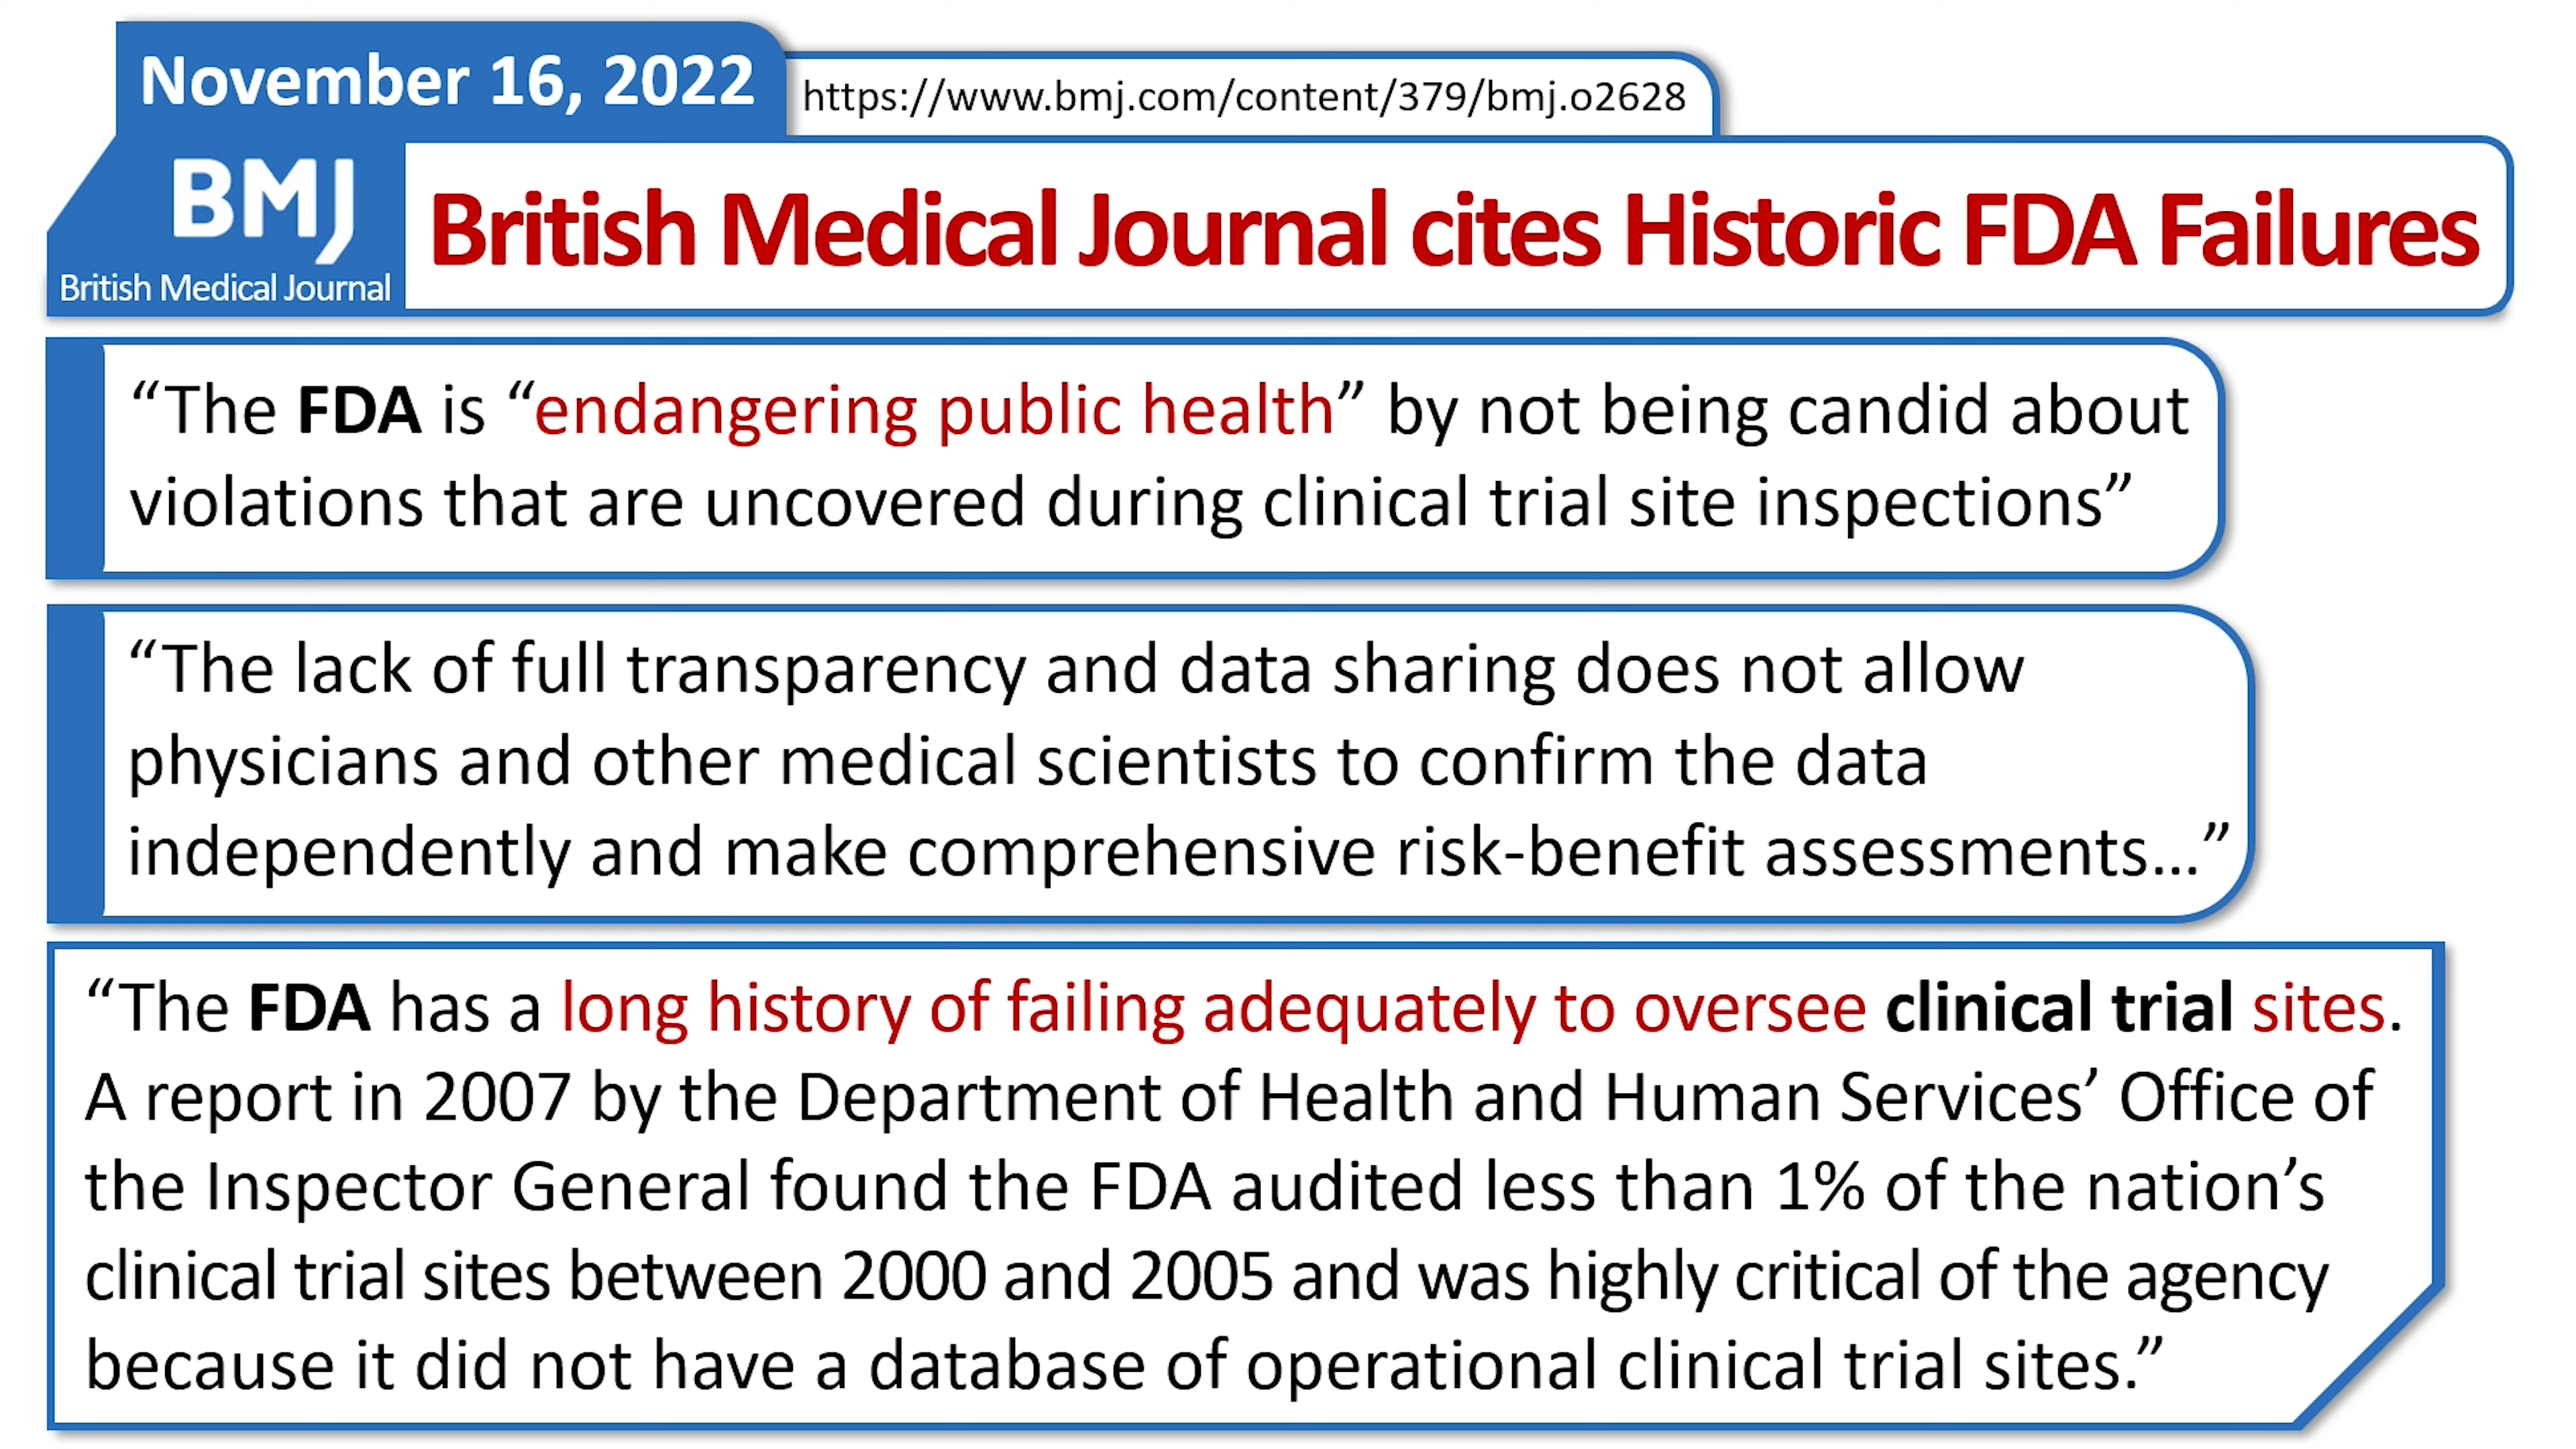 November 16, 2022
https://www.bmj.com/content/379/bmj.o2628
BMJ
British Medical Journal
British Medical Journal cites Historic FDA Failures
“The FDA is “endangering public health” by not being candid about
violations that are uncovered during clinical trial site inspections”
“The lack of full transparency and data sharing does not allow
physicians and other medical scientists to confirm the data
independently and make comprehensive risk-benefit assessments...”
“The FDA has a long history of failing adequately to oversee clinical trial sites.
A report in 2007 by the Department of Health and Human Services’ Office of
the Inspector General found the FDA audited less than 1% of the nation’s
clinical trial sites between 2000 and 2005 and was highly critical of the agency
because it did not have a database of operational clinical trial sites.”